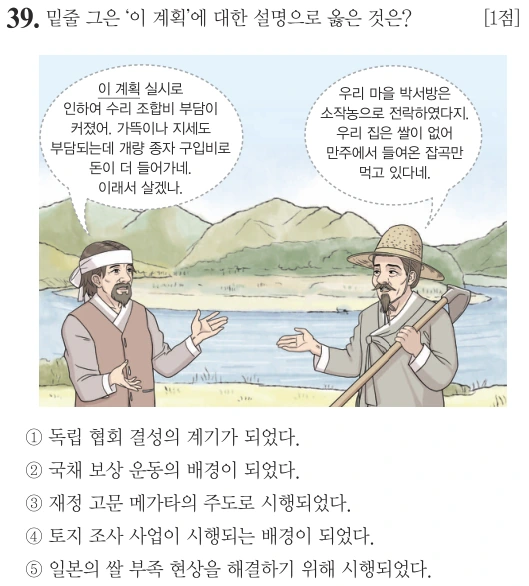 39. 밑줄 그은 '이 계획'에 대한 설명으로 옳은 것은? [1점]
이 계획 실시로
인하여 수리 조합비 부담이
커졌어. 가뜩이나 지세도
부담되는데 개량 종자 구입비로
돈이 더 들어가네.
이래서 살겠나.
우리 마을 박서방은
소작농으로 전락하였다지.
우리 집은 쌀이 없어
만주에서 들여온 잡곡만
먹고 있다네.
① 독립 협회 결성의 계기가 되었다.
② 국채 보상 운동의 배경이 되었다.
③ 재정 고문 메가타의 주도로 시행되었다.
④ 토지 조사 사업이 시행되는 배경이 되었다.
⑤ 일본의 쌀 부족 현상을 해결하기 위해 시행되었다.